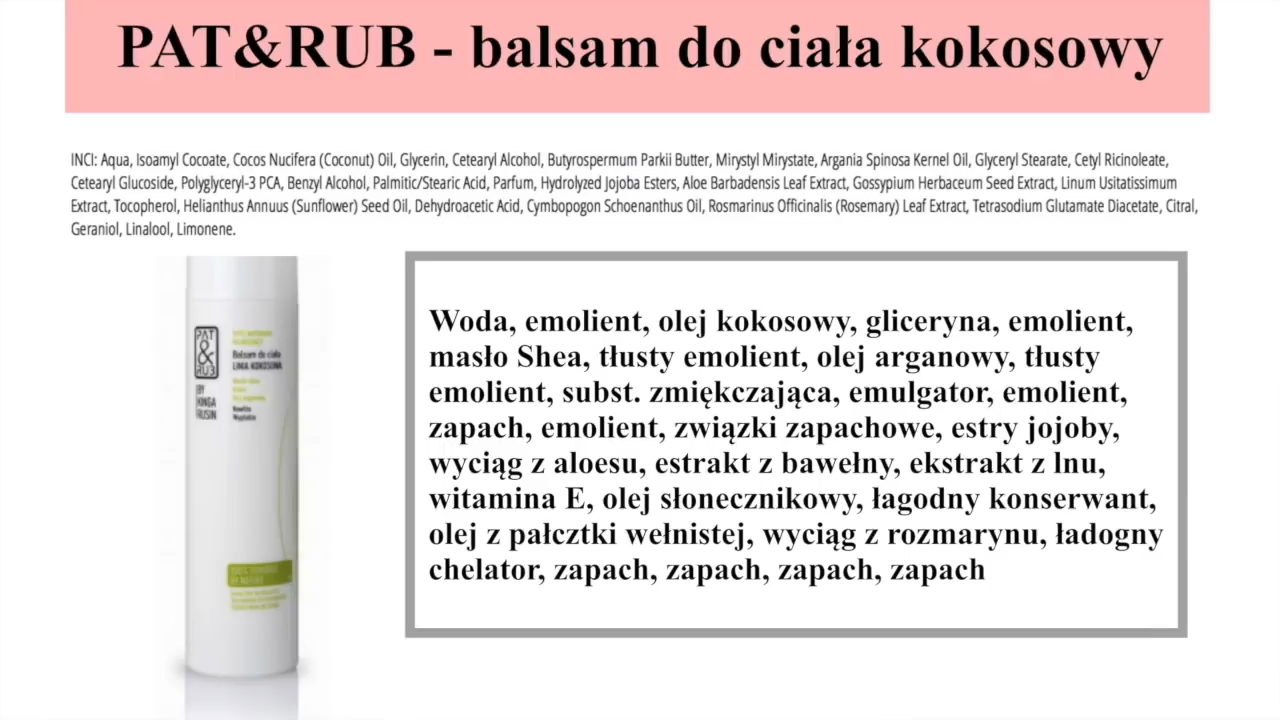 PAT&RUB - balsam do ciała kokosowy
INCI: Aqua, Isoamyl Cocoate, Cocos Nucifera (Coconut) Oil, Glycerin, Cetearyl Alcohol, Butyrospermum Parkii Butter, Mirystyl Mirystate, Argania Spinosa Kernel Oil, Glyceryl Stearate, Cetyl Ricinoleate,
Cetearyl Glucoside, Polyglyceryl-3 PCA, Benzyl Alcohol, Palmitic/Stearic Acid, Parfum, Hydrolyzed Jojoba Esters, Aloe Barbadensis Leaf Extract, Gossypium Herbaceum Seed Extract, Linum Usitatissimum
Extract, Tocopherol, Helianthus Annuus (Sunflower) Seed Oil, Dehydroacetic Acid, Cymbopogon Schoenanthus Oil, Rosmarinus Officinalis (Rosemary) Leaf Extract, Tetrasodium Glutamate Diacetate, Citral,
Geraniol, Linalool, Limonene.
PAT
&
RUB
BY
KINGA
RUSIN
Balsam do ciała
LINIA KOKOSOWA
Woda, emolient, olej kokosowy, gliceryna, emolient,
masło Shea, tłusty emolient, olej arganowy, tłusty
emolient, subst. zmiękczająca, emulgator, emolient,
zapach, emolient, związki zapachowe, estry jojoby,
wyciąg z aloesu, estrakt z bawełny, ekstrakt z lnu,
witamina E, olej słonecznikowy, łagodny konserwant,
olej z pałcztki wełnistej, wyciąg z rozmarynu, ładogny
chelator, zapach, zapach, zapach, zapach